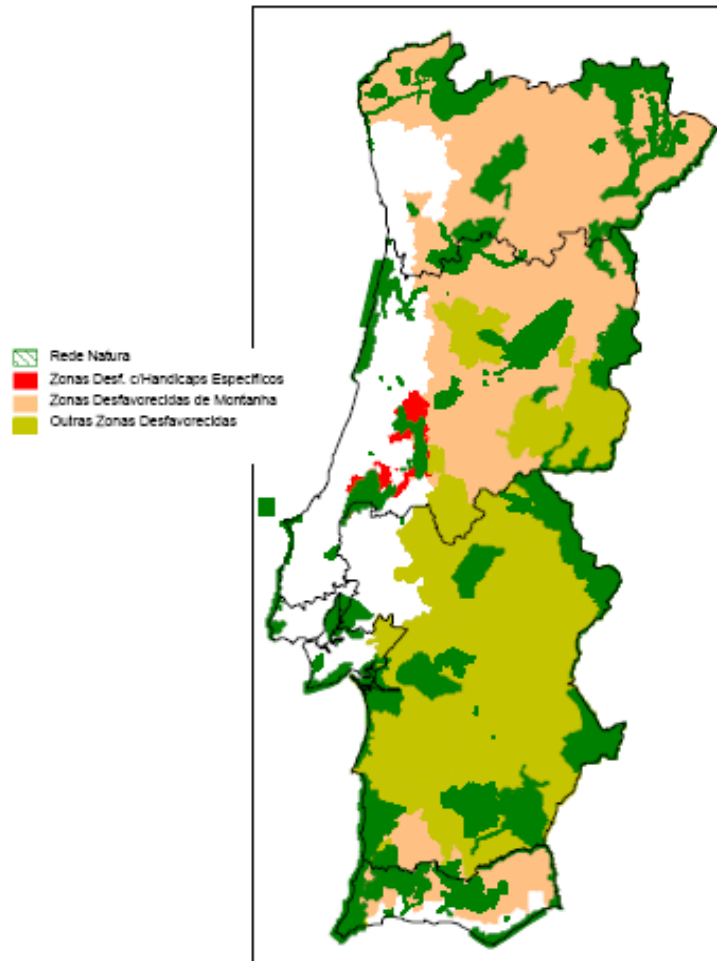 Rede Natura
Zonas Desf. c/Handicaps Específicos
Zonas Desfavorecidas de Montanha
Outras Zonas Desfavorecidas